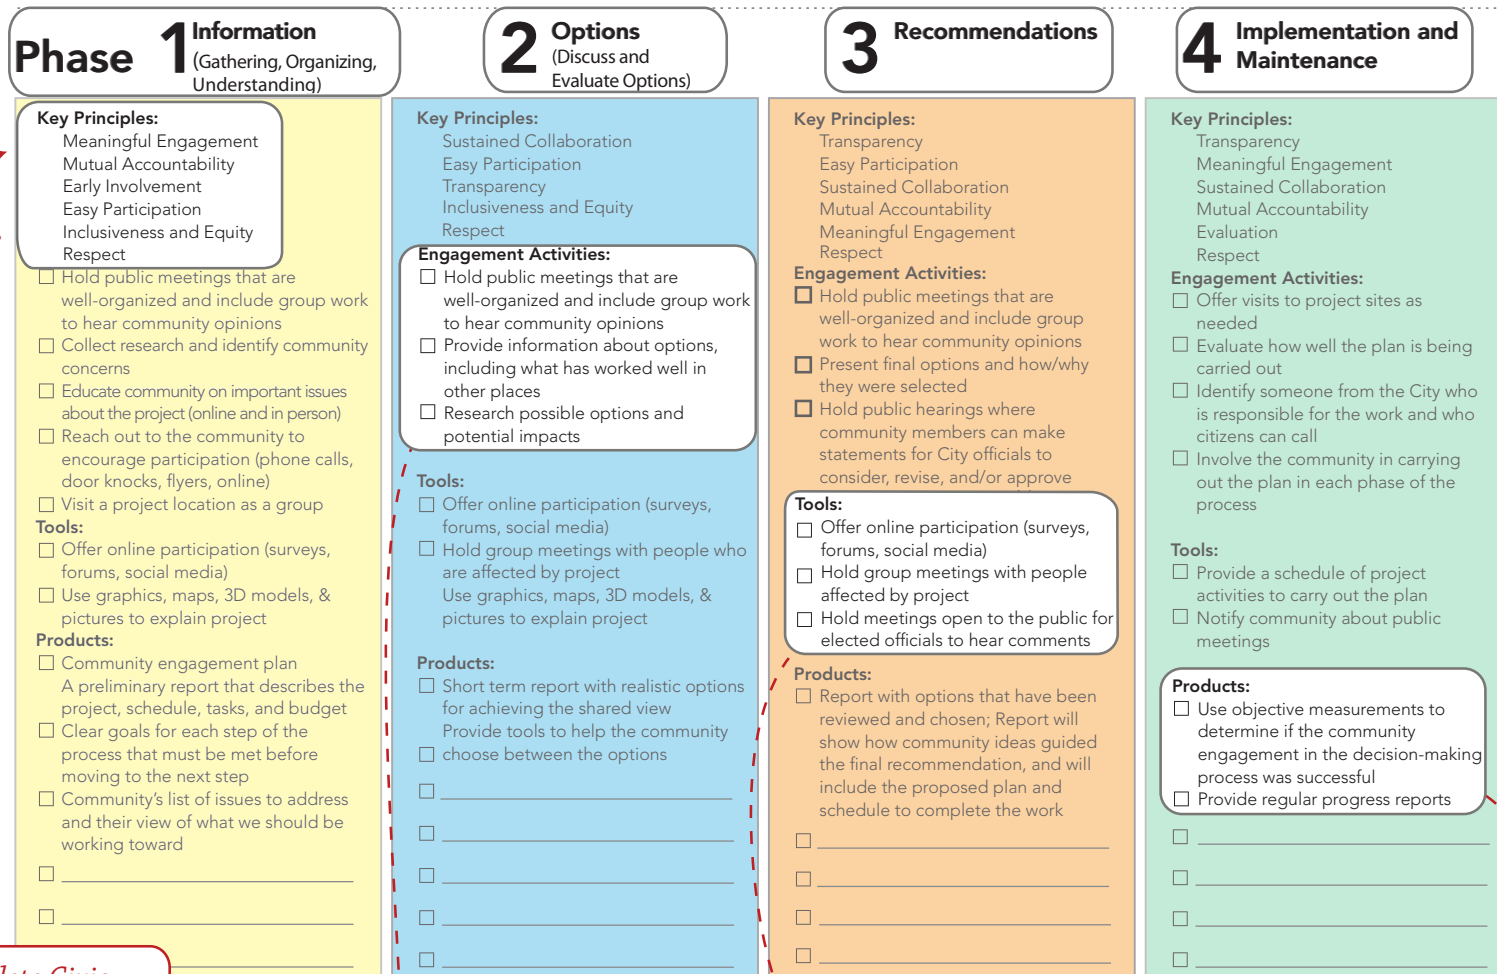 Phase 1 Information
(Gathering, Organizing,
Understanding)
Key Principles:
Meaningful Engagement
Mutual Accountability
Early Involvement
Easy Participation
Inclusiveness and Equity
Respect
Hold public meetings that are
well-organized and include group work
to hear community opinions
Collect research and identify community
concerns
Educate community on important issues
about the project (online and in person)
Reach out to the community to
encourage participation (phone calls,
door knocks, flyers, online)
Visit a project location as a group
Tools:
Offer online participation (surveys,
forums, social media)
Use graphics, maps, 3D models, &
pictures to explain project
Products:
Community engagement plan
A preliminary report that describes the
project, schedule, tasks, and budget
Clear goals for each step of the
process that must be met before
moving to the next step
Community's list of issues to address
and their view of what we should be
working toward
2 Options
(Discuss and
Evaluate Options)
Key Principles:
Sustained Collaboration
Easy Participation
Transparency
Inclusiveness and Equity
Respect
Engagement Activities:
Hold public meetings that are
well-organized and include group work
to hear community opinions
Provide information about options,
including what has worked well in
other places
Research possible options and
potential impacts
Tools:
Offer online participation (surveys,
forums, social media)
Hold group meetings with people who
are affected by project
Use graphics, maps, 3D models, &
pictures to explain project
Products:
Short term report with realistic options
for achieving the shared view
Provide tools to help the community
choose between the options
3 Recommendations
Key Principles:
Transparency
Easy Participation
Sustained Collaboration
Mutual Accountability
Meaningful Engagement
Respect
Engagement Activities:
Hold public meetings that are
well-organized and include group
work to hear community opinions
Present final options and how/why
they were selected
Hold public hearings where
community members can make
statements for City officials to
consider, revise, and/or approve
Tools:
Offer online participation (surveys,
forums, social media)
Hold group meetings with people
affected by project
Hold meetings open to the public for
elected officials to hear comments
Products:
Report with options that have been
reviewed and chosen; Report will
show how community ideas guided
the final recommendation, and will
include the proposed plan and
schedule to complete the work
4 Implementation and
Maintenance
Key Principles:
Transparency
Meaningful Engagement
Sustained Collaboration
Mutual Accountability
Evaluation
Respect
Engagement Activities:
Offer visits to project sites as
needed
Evaluate how well the plan is being
carried out
Identify someone from the City who
is responsible for the work and who
citizens can call
Involve the community in carrying
out the plan in each phase of the
process
Tools:
Provide a schedule of project
activities to carry out the plan
Notify community about public
meetings
Products:
Use objective measurements to
determine if the community
engagement in the decision-making
process was successful
Provide regular progress reports